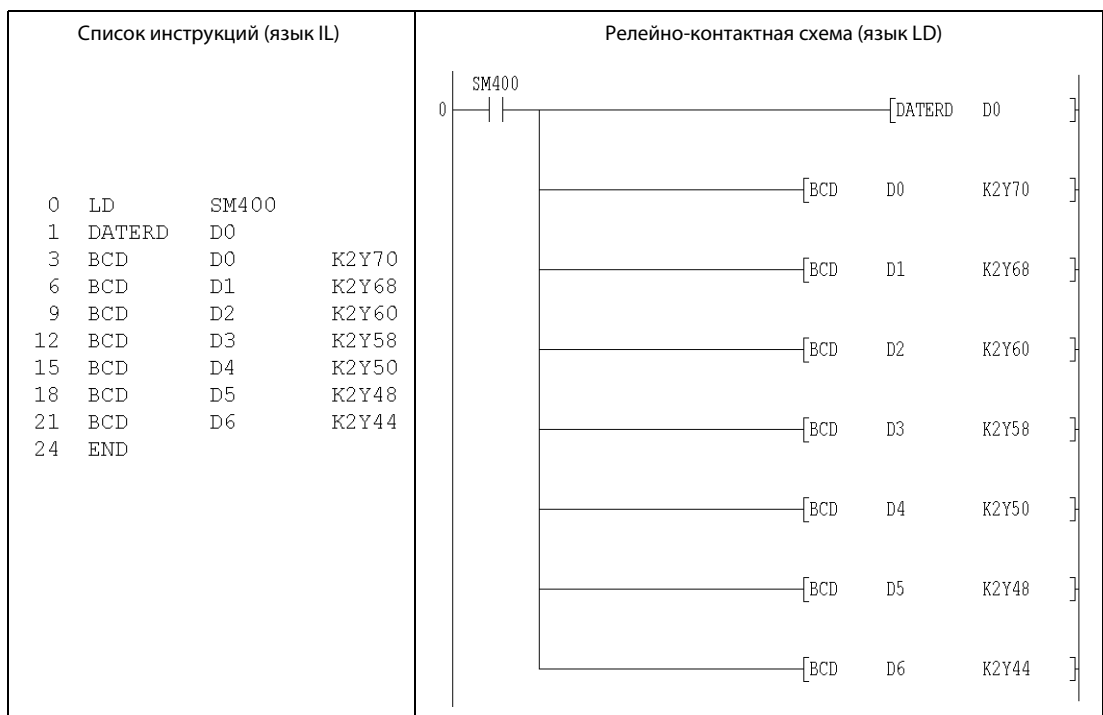 Список инструкций (язык IL)
0 LD SM400
1 DATERD D0
3 BCD D0 K2Y70
6 BCD D1 K2Y68
9 BCD D2 K2Y60
12 BCD D3 K2Y58
15 BCD D4 K2Y50
18 BCD D5 K2Y48
21 BCD D6 K2Y44
24 END
Релейно-контактная схема (язык LD)
SM400
0 DATERD D0
BCD D0 K2Y70
BCD D1 K2Y68
BCD D2 K2Y60
BCD D3 K2Y58
BCD D4 K2Y50
BCD D5 K2Y48
BCD D6 K2Y44